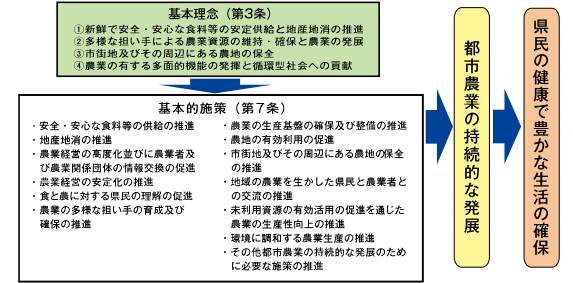 基本理念（第3条）
①新鮮で安全・安心な食料等の安定供給と地産地消の推進
②多様な担い手による農業資源の維持・確保と農業の発展
③市街地及びその周辺にある農地の保全
④農業の有する多面的機能の発揮と循環型社会への貢献
基本的施策（第7条）
・安全・安心な食料等の供給の推進
・地産地消の推進
・農業経営の高度化並びに農業者及
び農業関係団体の情報交換の促進
・農業経営の安定化の推進
・食と農に対する県民の理解の促進
・農業の多様な担い手の育成及び
確保の推進
・農業の生産基盤の確保及び整備の推進
・農地の有効利用の促進
・市街地及びその周辺にある農地の保全
の推進
・地域の農業を生かした県民と農業者と
の交流の推進
・未利用資源の有効活用の促進を通じた
農業の生産性向上の推進
・環境に調和する農業生産の推進
・その他都市農業の持続的な発展のため
に必要な施策の推進
都市農業の持続的な発展
県民の健康で豊かな生活の確保